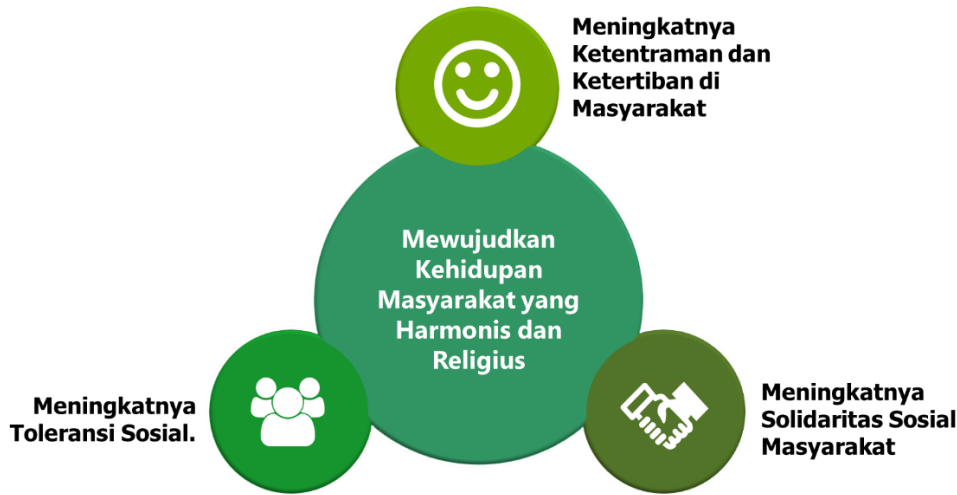 Meningkatnya
Ketentraman dan
Ketertiban di
Masyarakat
Mewujudkan
Kehidupan
Masyarakat yang
Harmonis dan
Religius
Meningkatnya
Toleransi Sosial.
Meningkatnya
Solidaritas Sosial
Masyarakat